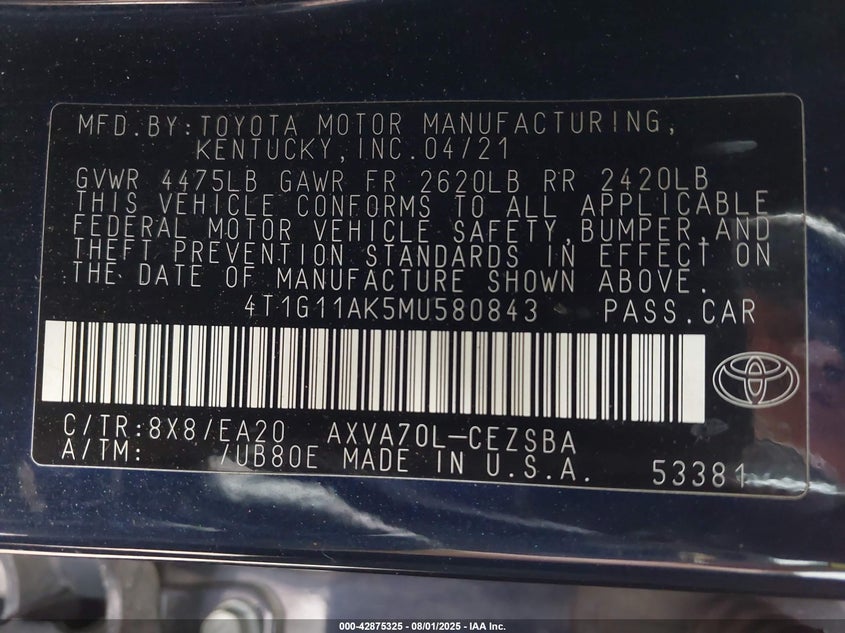 MFD.BY:TOYOTA MOTOR MANUFACTURING,
KENTUCKY,INC.04/21
GVWR 4475LB GAWR FR 2620LB RR 2420LB
THIS VEHICLE CONFORMS TO ALL APPLICABLE
FEDERAL MOTOR VEHICLE SAFETY,BUMPER,AND
THEFT PREVENTION STANDARDS IN EFFECT ON
THE DATE OF MANUFACTURE SHOWN ABOVE.
4T1G11AK5MU580843 PASS.CAR
C/TR:8X8/EA20 AXVA70L-CEZSBA
A/TM: /UB80E MADE IN U.S.A. 53381
000-42875325 - 08/01/2025 - IAA Inc.